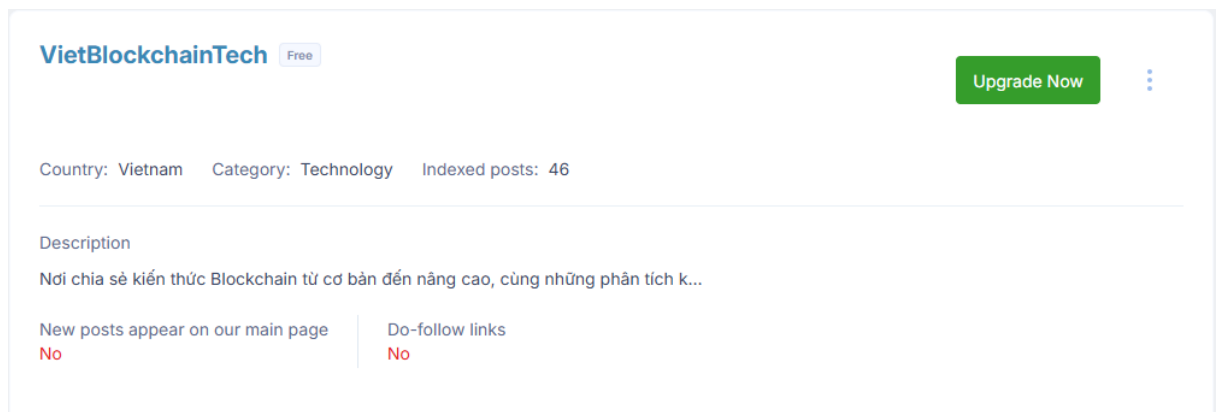 VietBlockchainTech Free
Upgrade Now
Country: Vietnam Category: Technology Indexed posts: 46
Description
Nơi chia sẻ kiến thức Blockchain từ cơ bản đến nâng cao, cùng những phân tích k...
New posts appear on our main page Do-follow links
No No